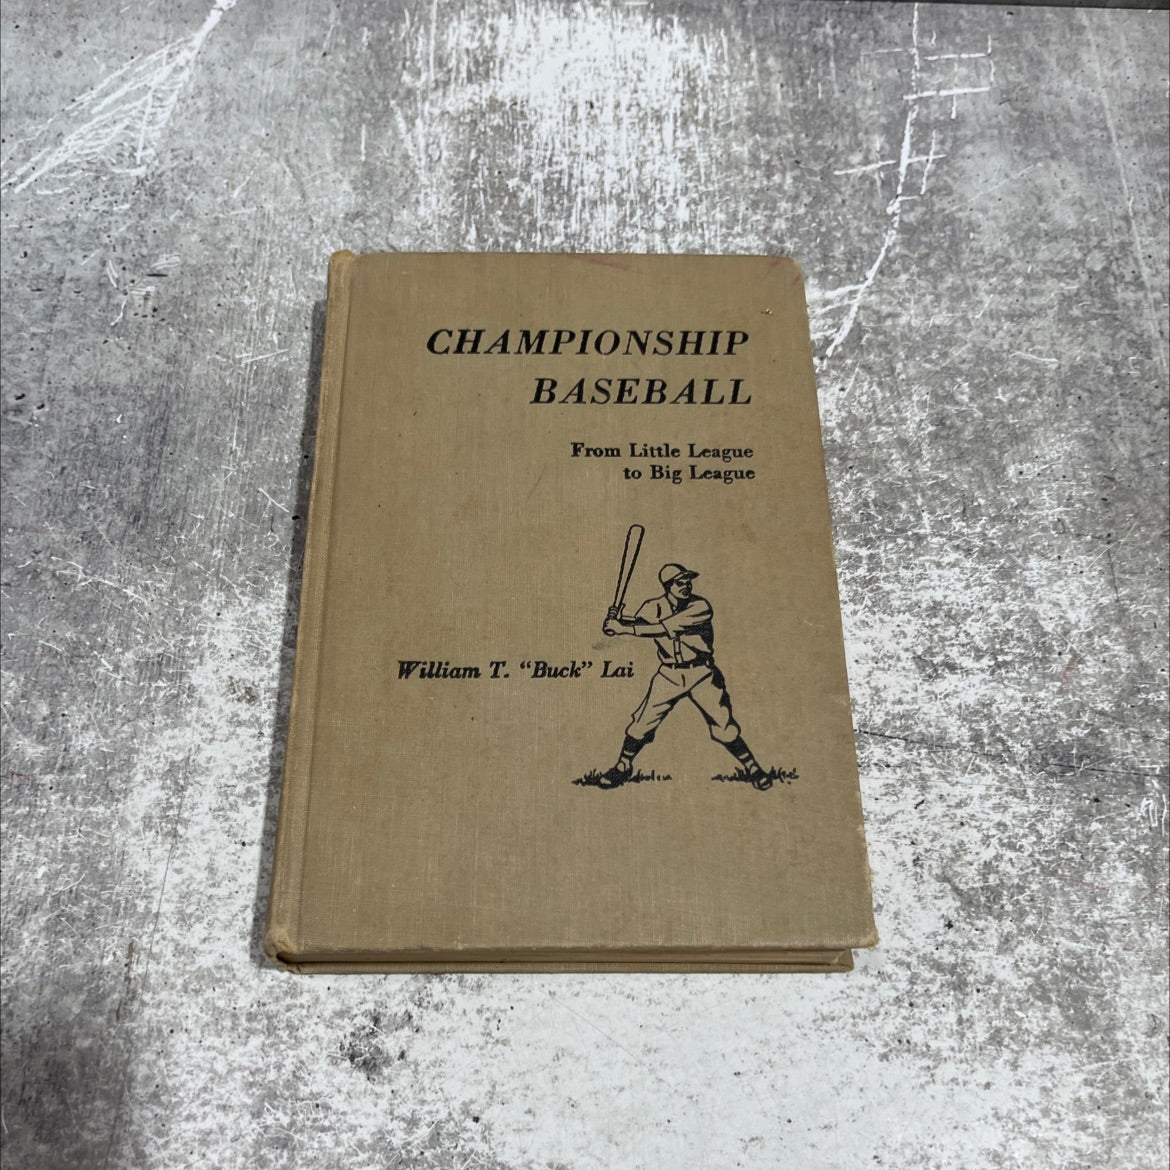 CHAMPIONSHIP
BASEBALL
From Little League
to Big League
William T. “Buck” Lai